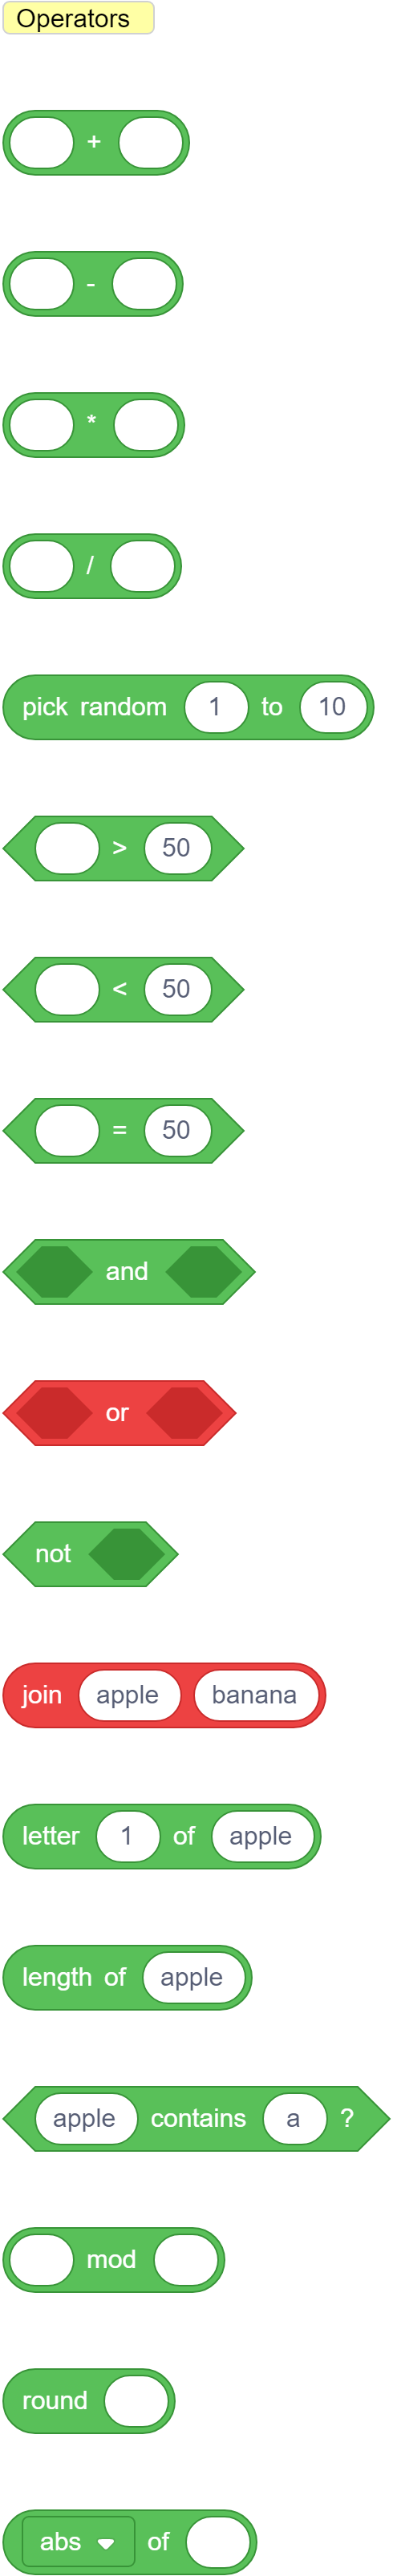 Operators
+
-
*
/
pick random 1 to 10
> 50
< 50
= 50
and
or
not
join apple banana
letter 1 of apple
length of apple
apple contains a ?
mod
round
abs of